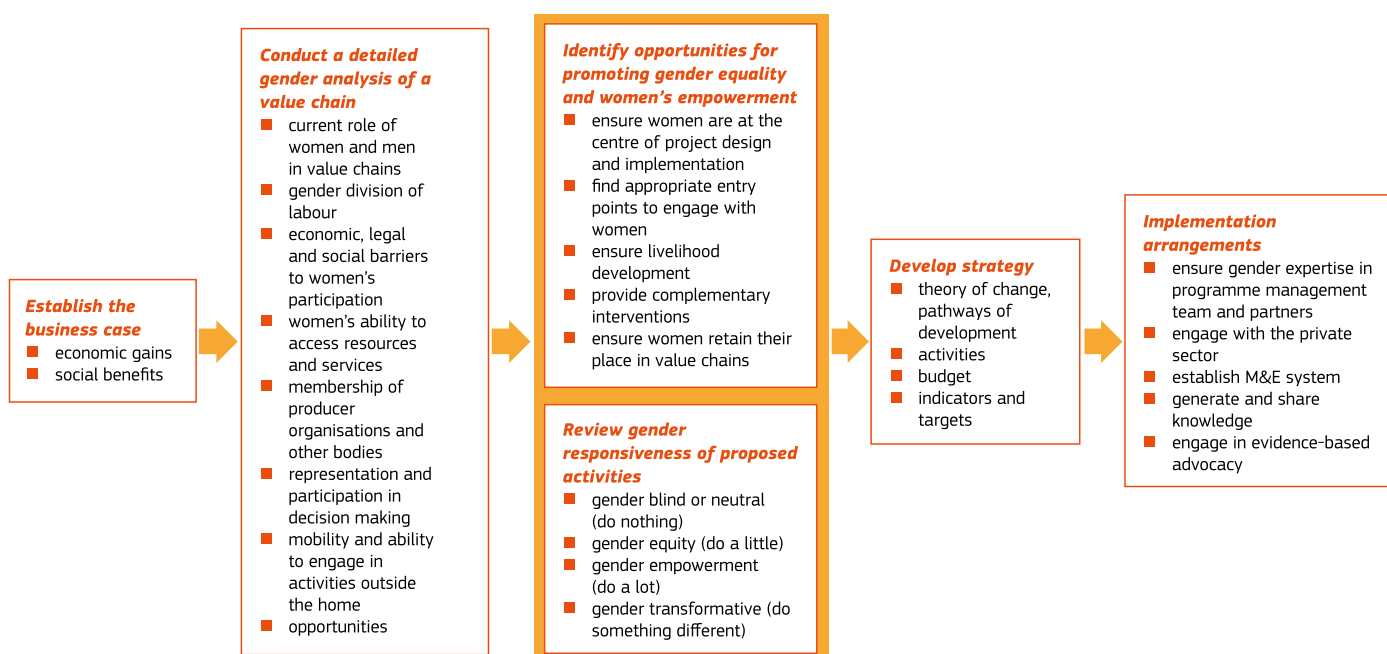 Establish the
business case
economic gains
social benefits
Conduct a detailed
gender analysis of a
value chain
current role of
women and men
in value chains
gender division of
labour
economic, legal
and social barriers
to women's
participation
women's ability to
access resources
and services
membership of
producer
organisations and
other bodies
representation and
participation in
decision making
mobility and ability
to engage in
activities outside
the home
opportunities
Identify opportunities for
promoting gender equality
and women's empowerment
ensure women are at the
centre of project design
and implementation
find appropriate entry
points to engage with
women
ensure livelihood
development
provide complementary
interventions
ensure women retain their
place in value chains
Review gender
responsiveness of proposed
activities
gender blind or neutral
(do nothing)
gender equity (do a little)
gender empowerment
(do a lot)
gender transformative (do
something different)
Develop strategy
theory of change,
pathways of
development
activities
budget
indicators and
targets
Implementation
arrangements
ensure gender expertise in
programme management
team and partners
engage with the private
sector
establish M&E system
generate and share
knowledge
engage in evidence-based
advocacy